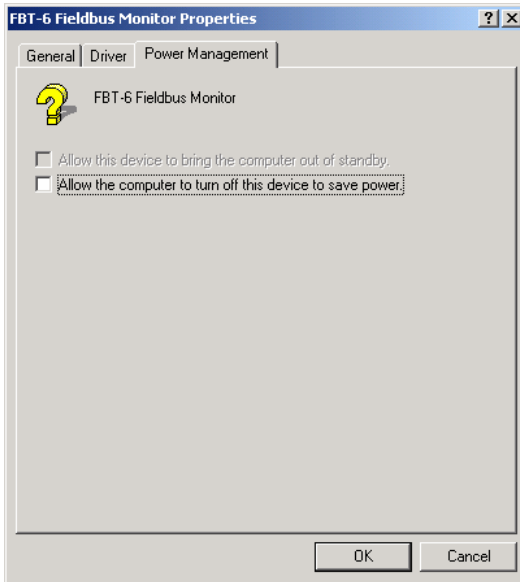 FBT-6 Fieldbus Monitor Properties
General
Driver
Power Management
FBT-6 Fieldbus Monitor
Allow this device to bring the computer out of standby.
Allow the computer to turn off this device to save power.
OK
Cancel